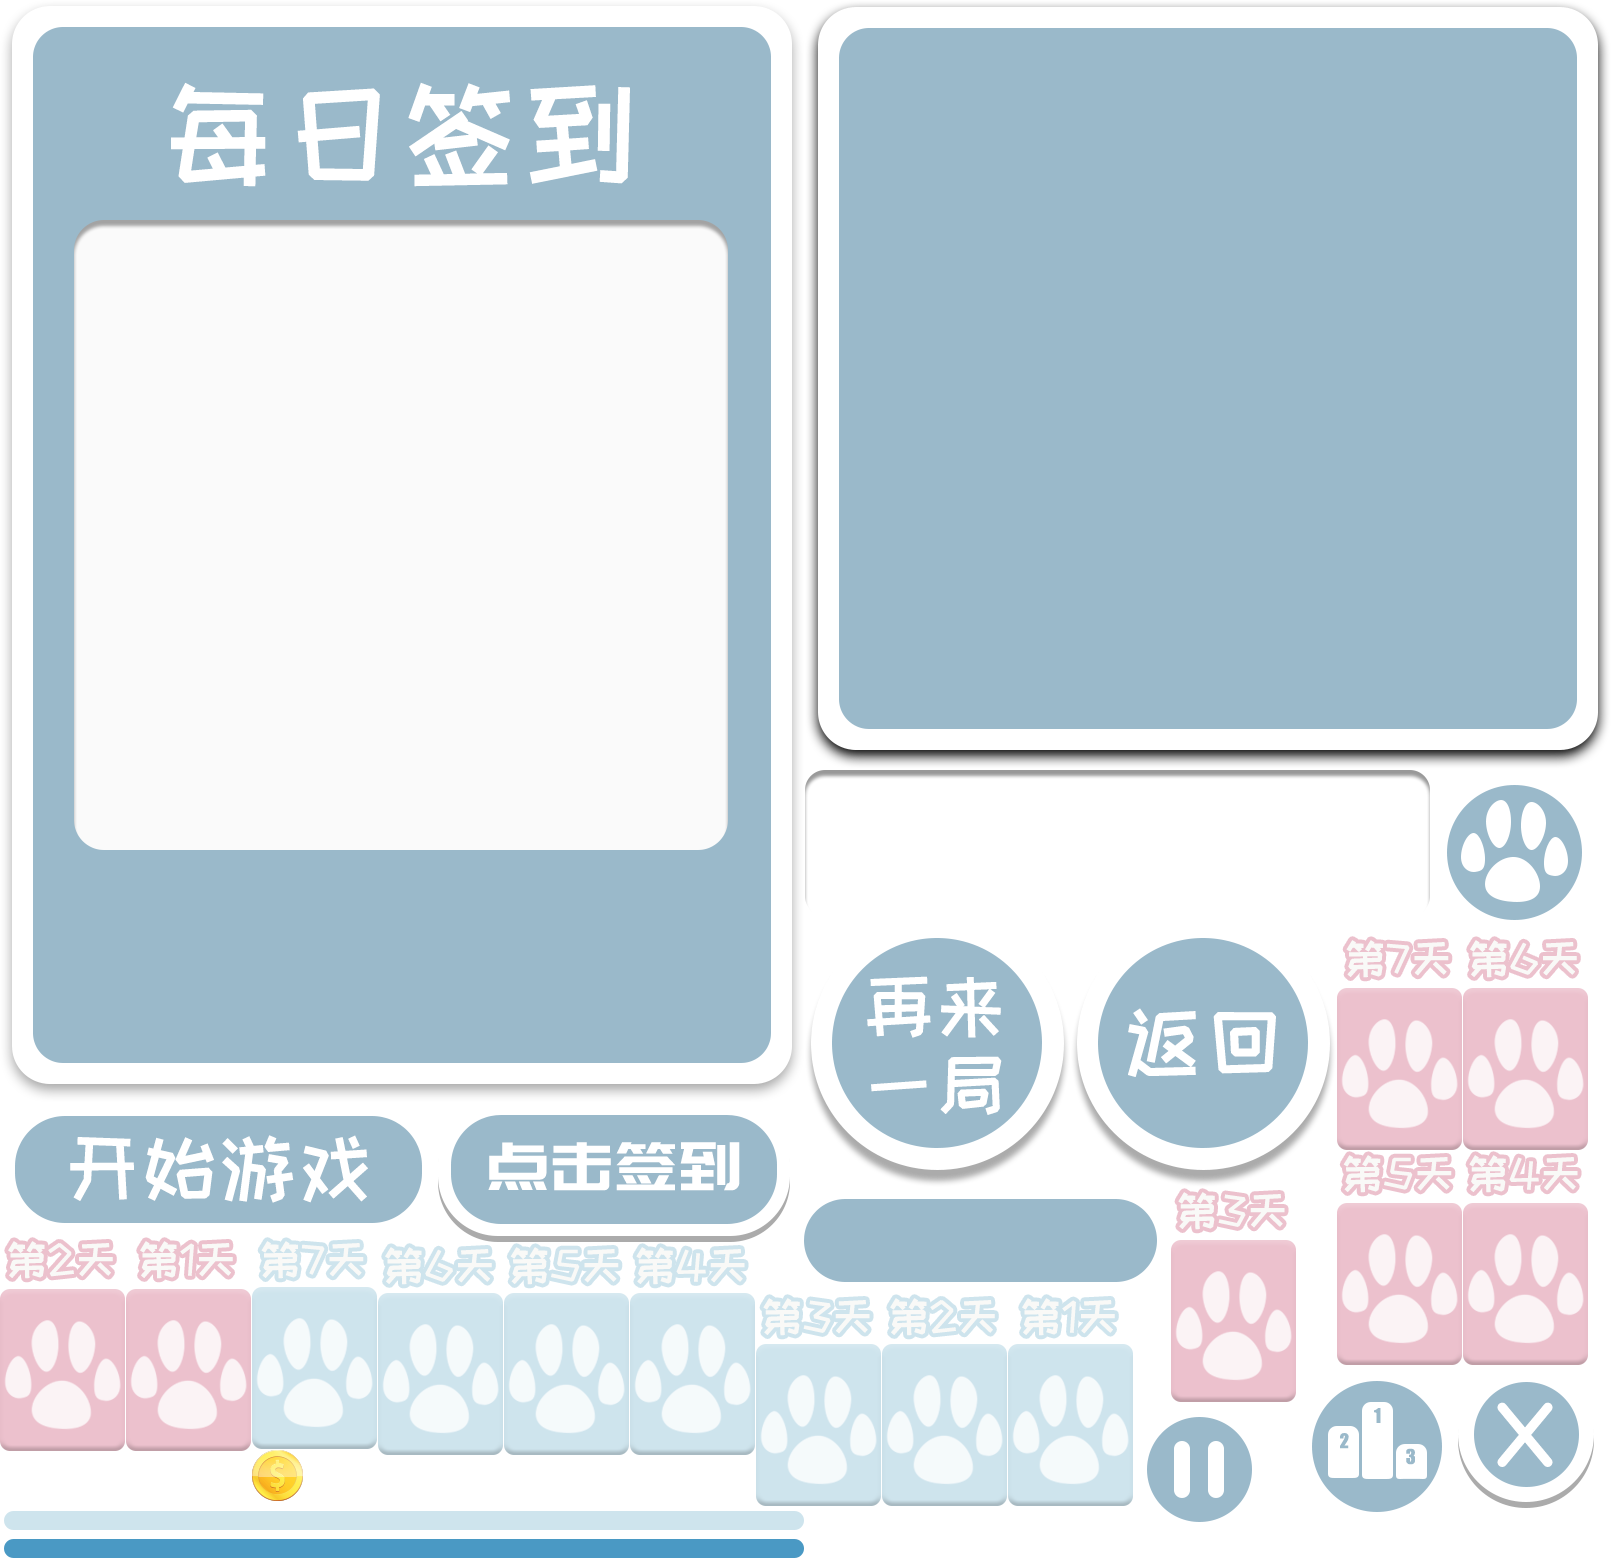 每日签到
再来
一局
返回
第7天
第6天
第5天
第4天
开始游戏
点击签到
第3天
第2天
第1天
第7天
第6天
第5天
第4天
第3天
第2天
第1天
1
2
3
$